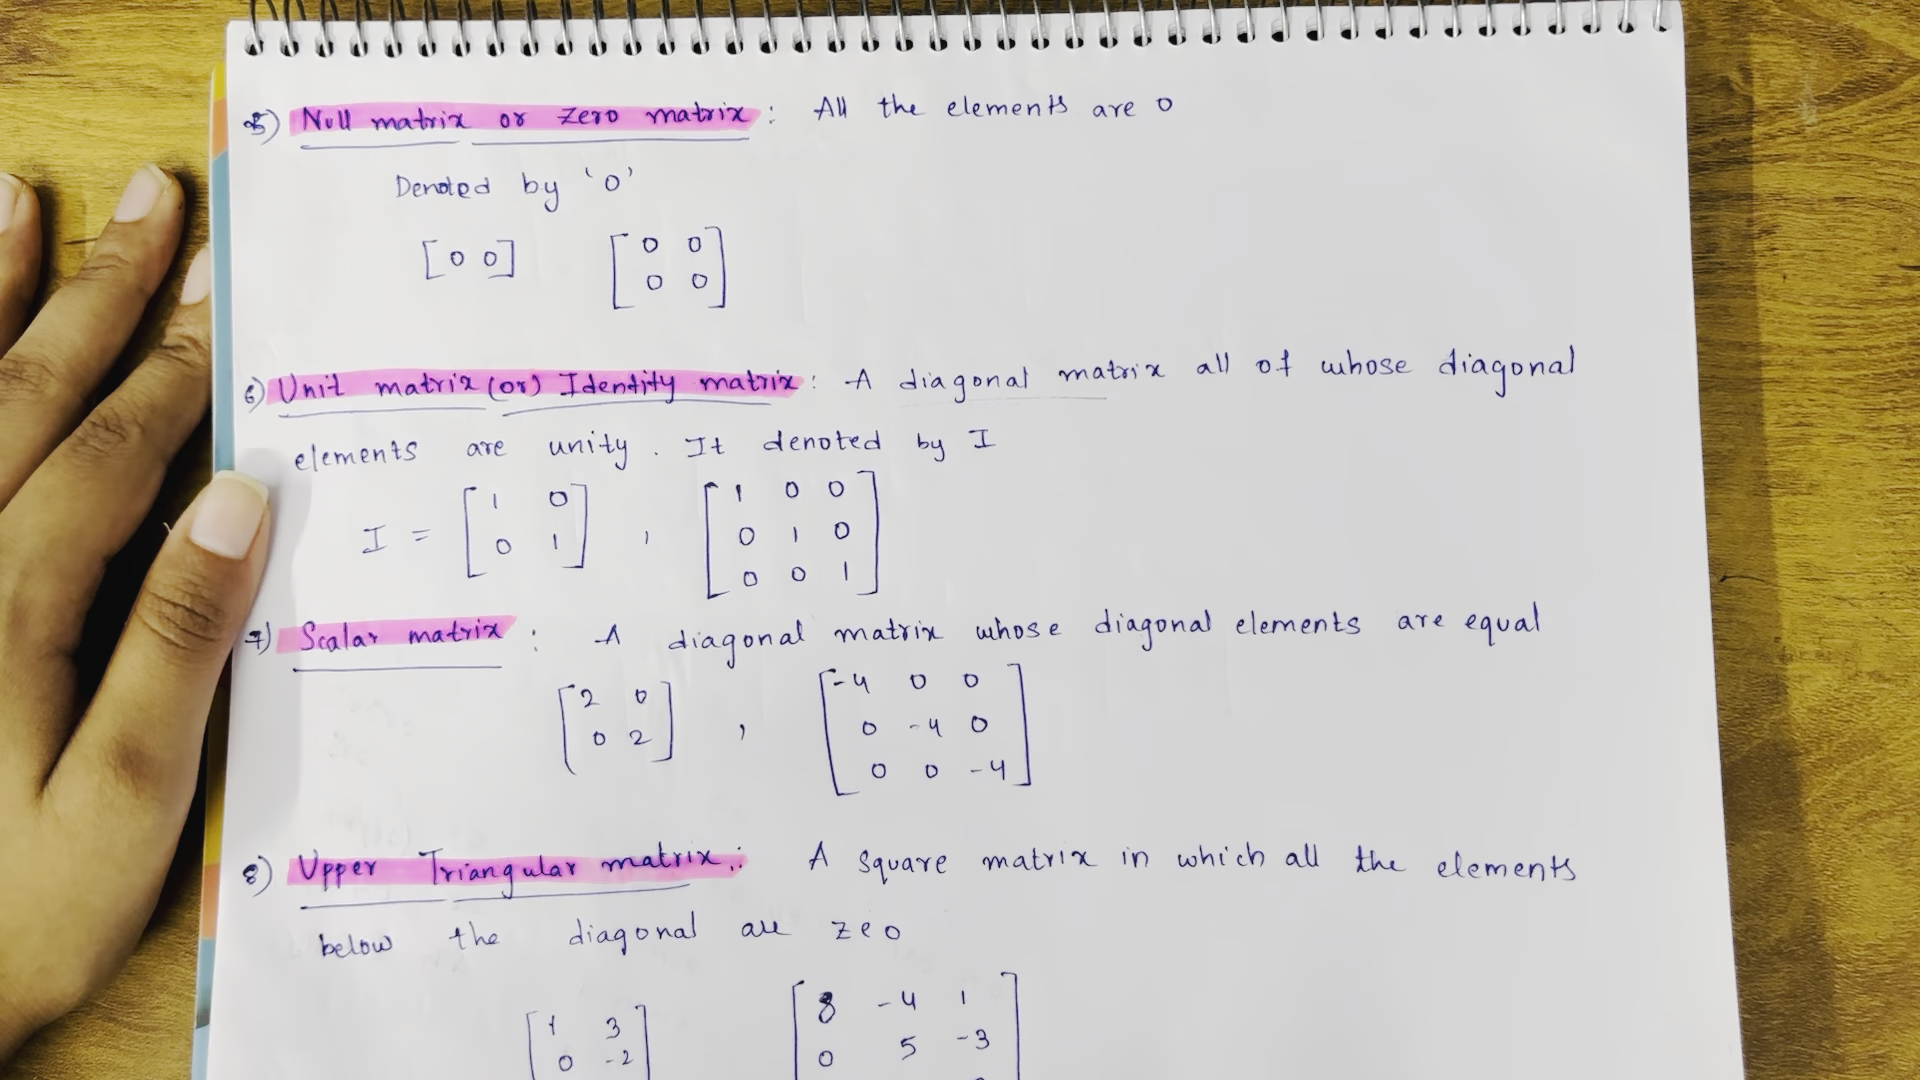 5) Null matrix or Zero matrix : All the elements are 0
Denoted by '0'
[0 0] [0 0
0 0]
6) Unit matrix (or) Identity matrix : A diagonal matrix all of whose diagonal
elements are unity. It denoted by I
I = [1 0
0 1] , [1 0 0
0 1 0
0 0 1]
7) Scalar matrix : A diagonal matrix whose diagonal elements are equal
[2 0
0 2] , [-4 0 0
0 -4 0
0 0 -4]
8) Upper Triangular matrix : A square matrix in which all the elements
below the diagonal are zeo
[1 3
0 -2] [8 -4 1
0 5 -3